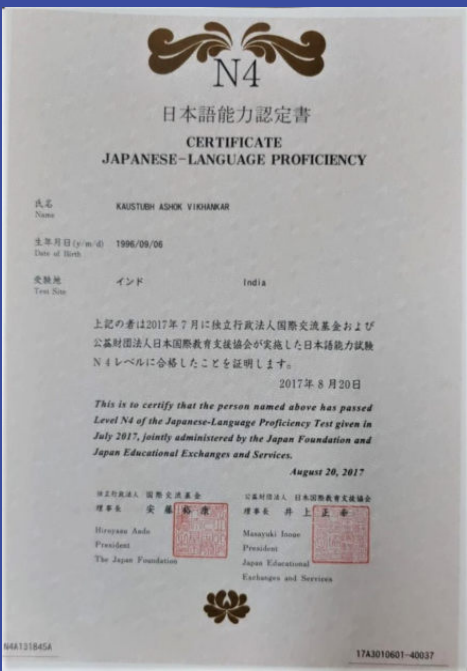 N4
日本語能力認定書
CERTIFICATE
JAPANESE-LANGUAGE PROFICIENCY
氏名
Name
KAUSTUBH ASHOK VIKHANKAR
生年月日(y/m/d) 1996/09/06
Date of Birth
受験地
Test Site
インド India
上記の者は2017年7月に独立行政法人国際交流基金および
公益財団法人日本国際教育支援協会が実施した日本語能力試験
N4レベルに合格したことを証明します。
2017年8月20日
This is to certify that the person named above has passed
Level N4 of the Japanese-Language Proficiency Test given in
July 2017, jointly administered by the Japan Foundation and
Japan Educational Exchanges and Services.
August 20, 2017
独立行政法人 国際交流基金
理事長 安藤裕康
Hiroyasu Ando
President
The Japan Foundation
公益財団法人 日本国際教育支援協会
理事長 井上正幸
Masayuki Inoue
President
Japan Educational
Exchanges and Services
N4A131845A
17A3010601-40037